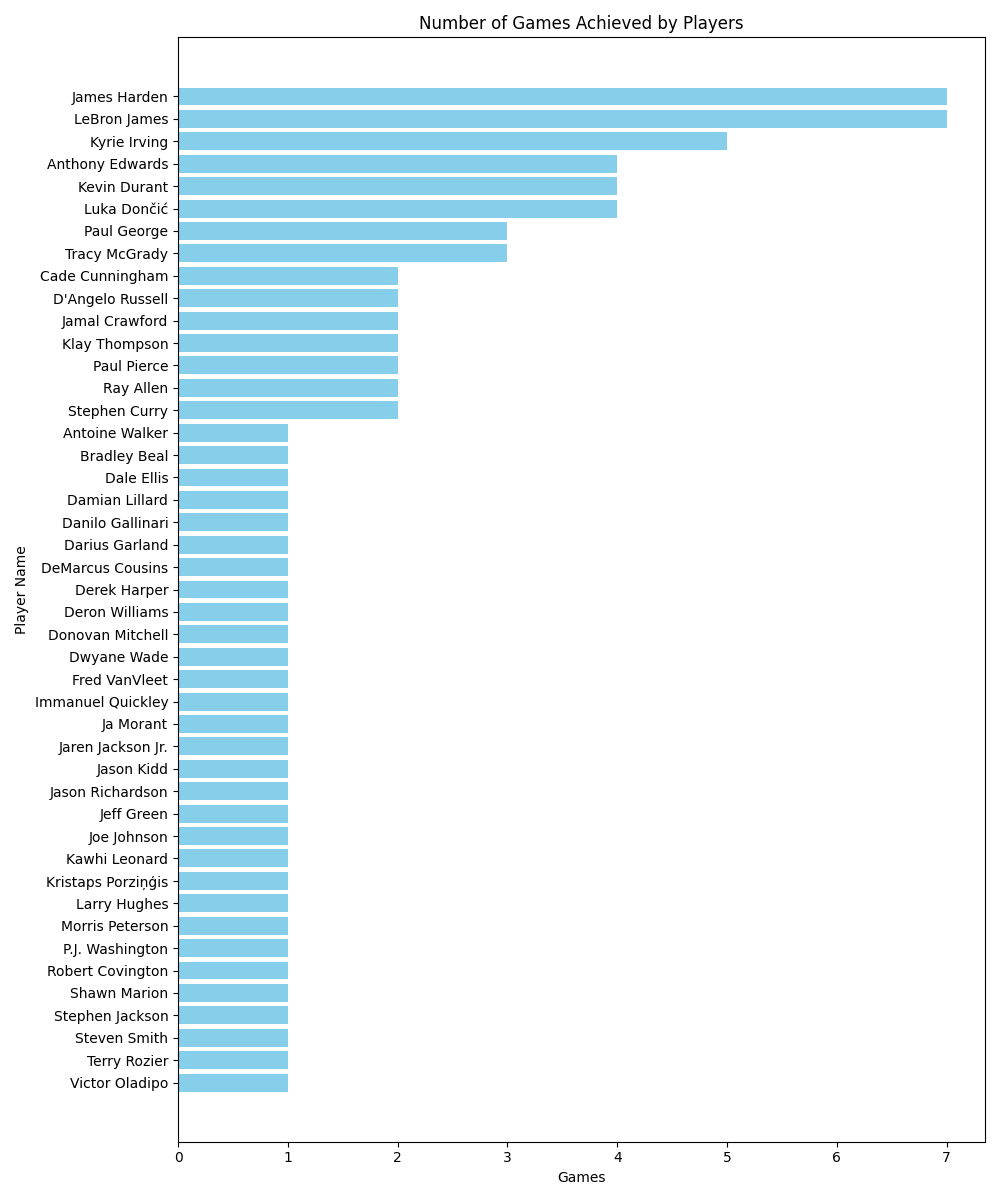 Number of Games Achieved by Players
James Harden
LeBron James
Kyrie Irving
Anthony Edwards
Kevin Durant
Luka Dončić
Paul George
Tracy McGrady
Cade Cunningham
D'Angelo Russell
Jamal Crawford
Klay Thompson
Paul Pierce
Ray Allen
Stephen Curry
Antoine Walker
Bradley Beal
Dale Ellis
Damian Lillard
Danilo Gallinari
Darius Garland
DeMarcus Cousins
Derek Harper
Deron Williams
Donovan Mitchell
Dwyane Wade
Fred VanVleet
Immanuel Quickley
Ja Morant
Jaren Jackson Jr.
Jason Kidd
Jason Richardson
Jeff Green
Joe Johnson
Kawhi Leonard
Kristaps Porziņģis
Larry Hughes
Morris Peterson
P.J. Washington
Robert Covington
Shawn Marion
Stephen Jackson
Steven Smith
Terry Rozier
Victor Oladipo
Player Name
0 1 2 3 4 5 6 7
Games